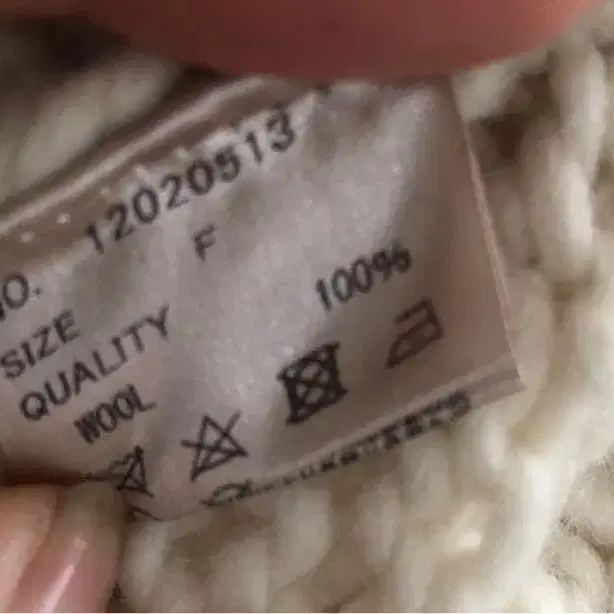 NO. 12020513
SIZE F
QUALITY
WOOL 100%